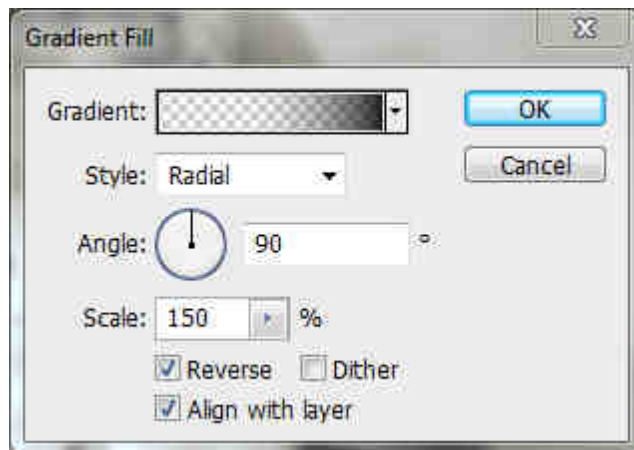 Gradient Fill
Gradient:
OK
Style: Radial
Cancel
Angle: 90 °
Scale: 150 %
Reverse Dither
Align with layer